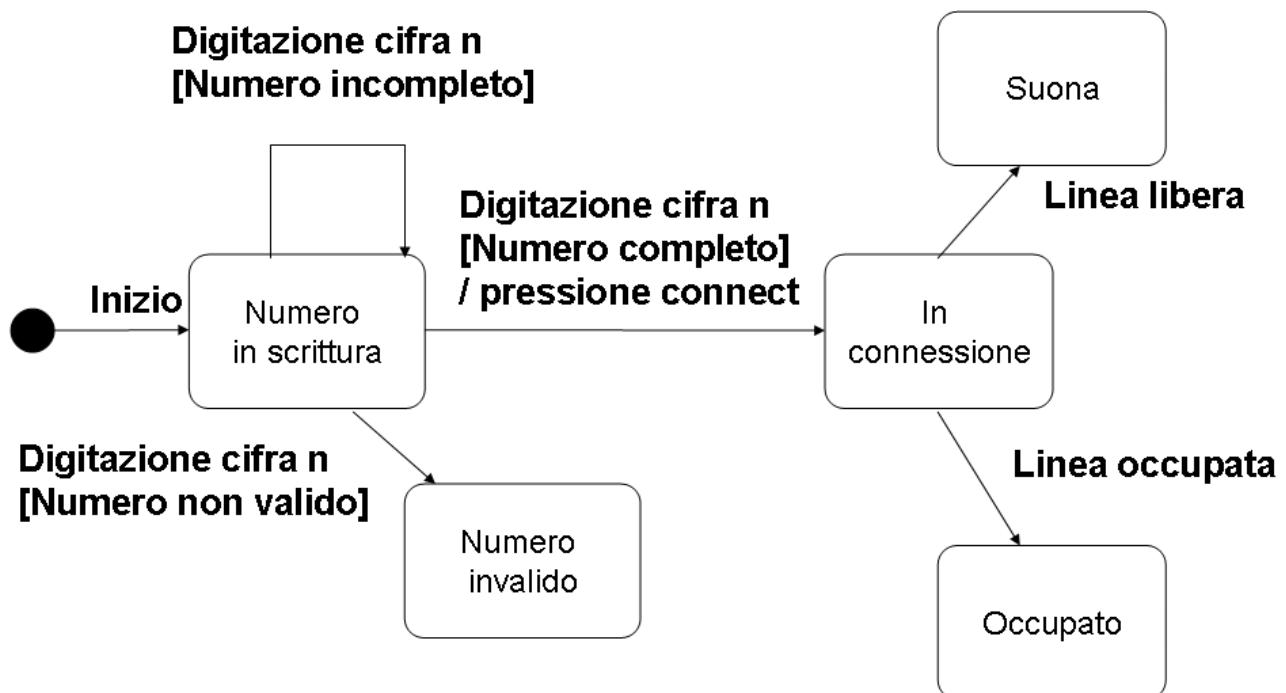 Digitazione cifra n
[Numero incompleto]
Suona
Digitazione cifra n
[Numero completo]
/ pressione connect
Linea libera
Inizio
Numero
in scrittura
In
connessione
Digitazione cifra n
[Numero non valido]
Linea occupata
Numero
invalido
Occupato